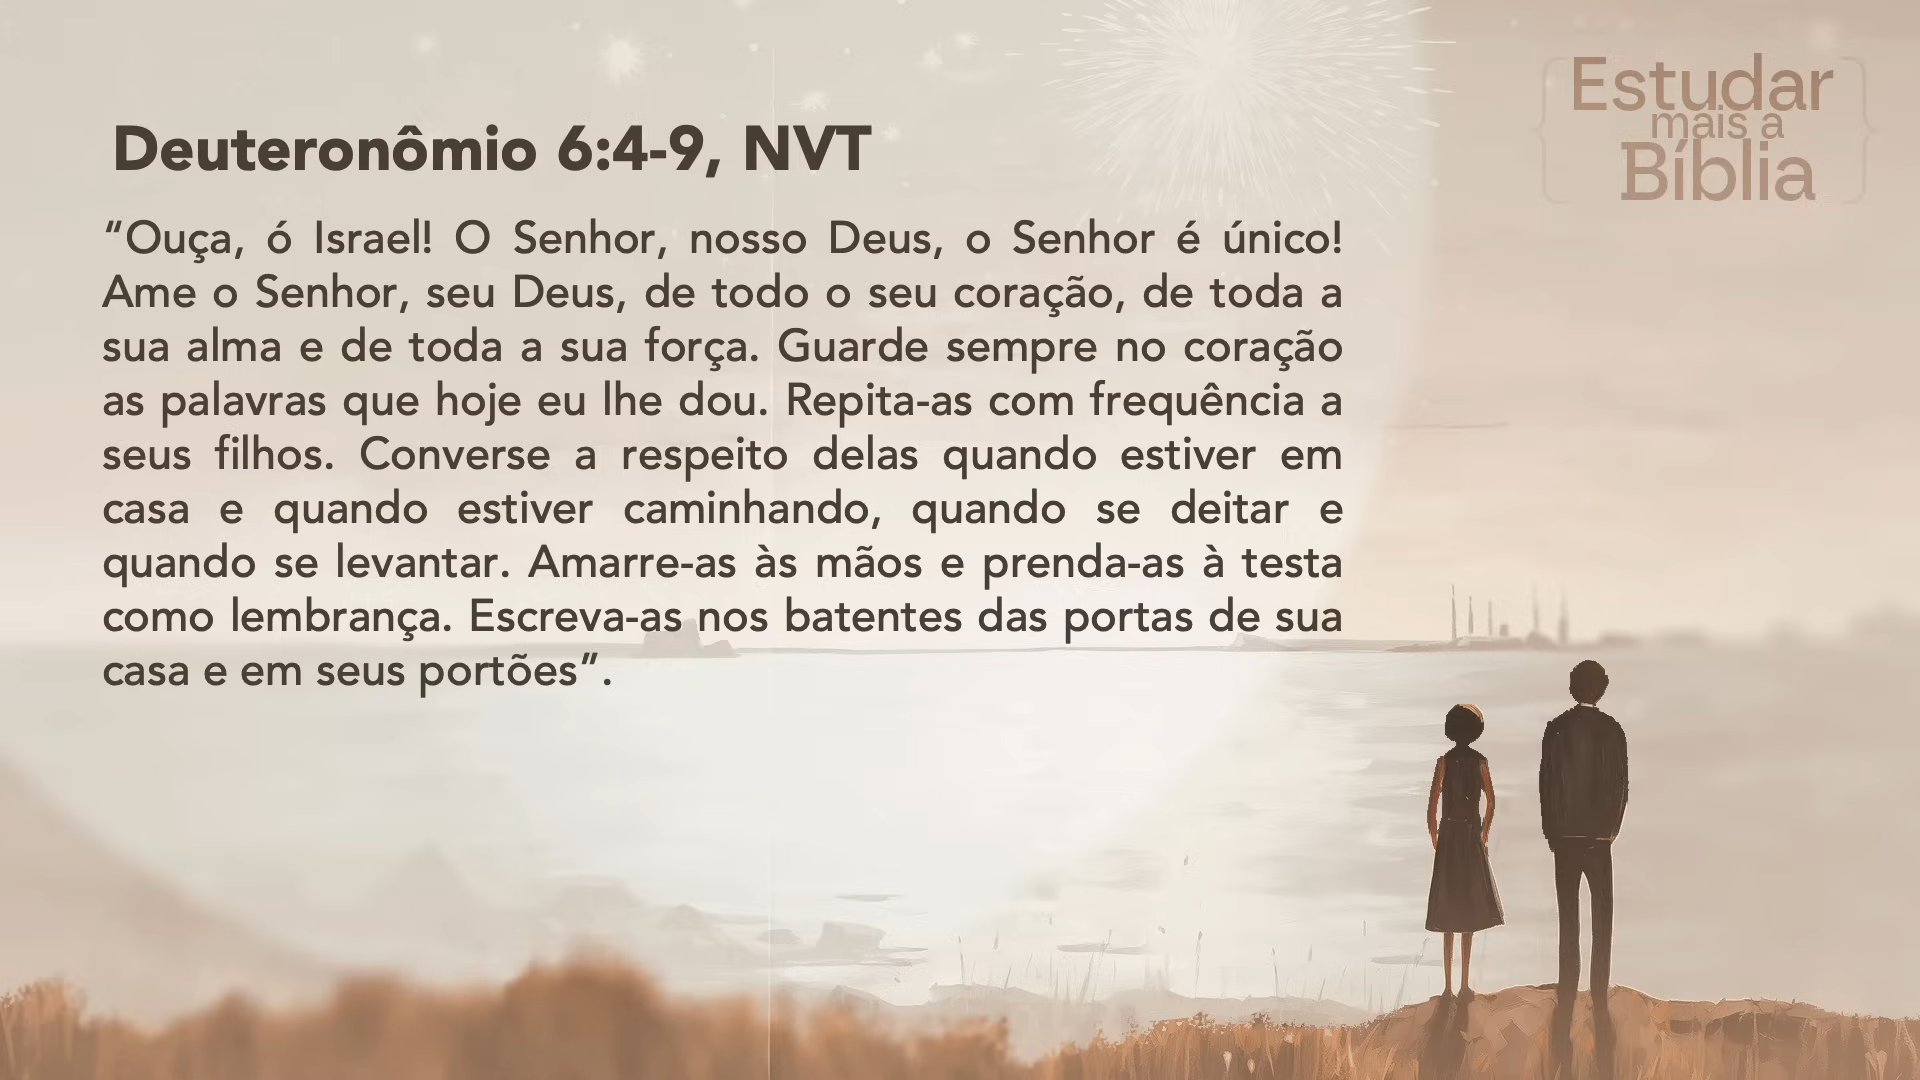 Estudar
mais a
Bíblia
Deuteronômio 6:4-9, NVT
“Ouça, ó Israel! O Senhor, nosso Deus, o Senhor é único!
Ame o Senhor, seu Deus, de todo o seu coração, de toda a
sua alma e de toda a sua força. Guarde sempre no coração
as palavras que hoje eu lhe dou. Repita-as com frequência a
seus filhos. Converse a respeito delas quando estiver em
casa e quando estiver caminhando, quando se deitar e
quando se levantar. Amarre-as às mãos e prenda-as à testa
como lembrança. Escreva-as nos batentes das portas de sua
casa e em seus portões”.